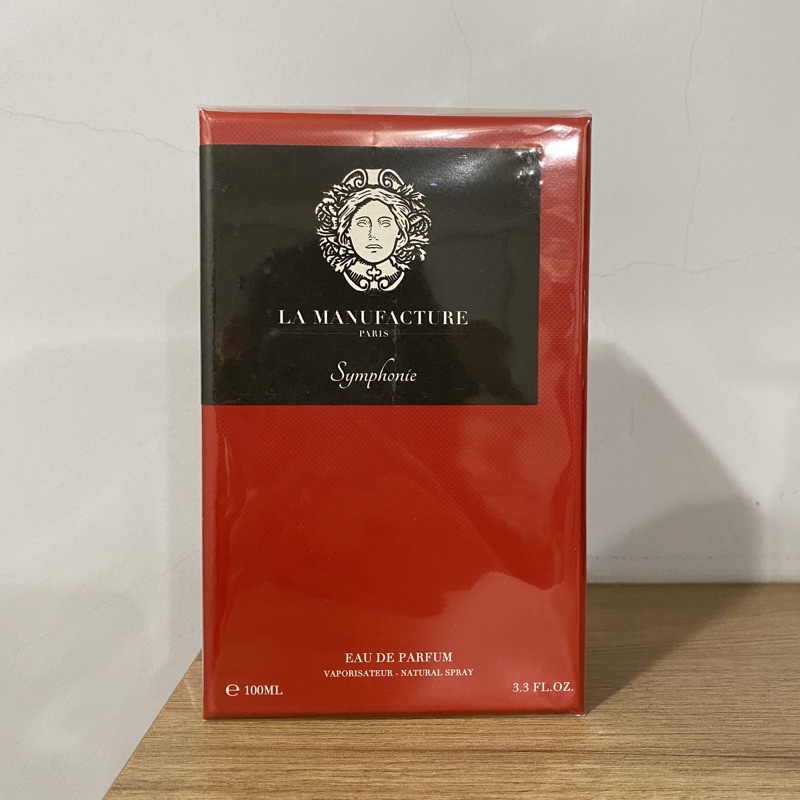 LA MANUFACTURE
PARIS
Symphonie
EAU DE PARFUM
VAPORISATEUR - NATURAL SPRAY
℮ 100ML
3.3 FL.OZ.